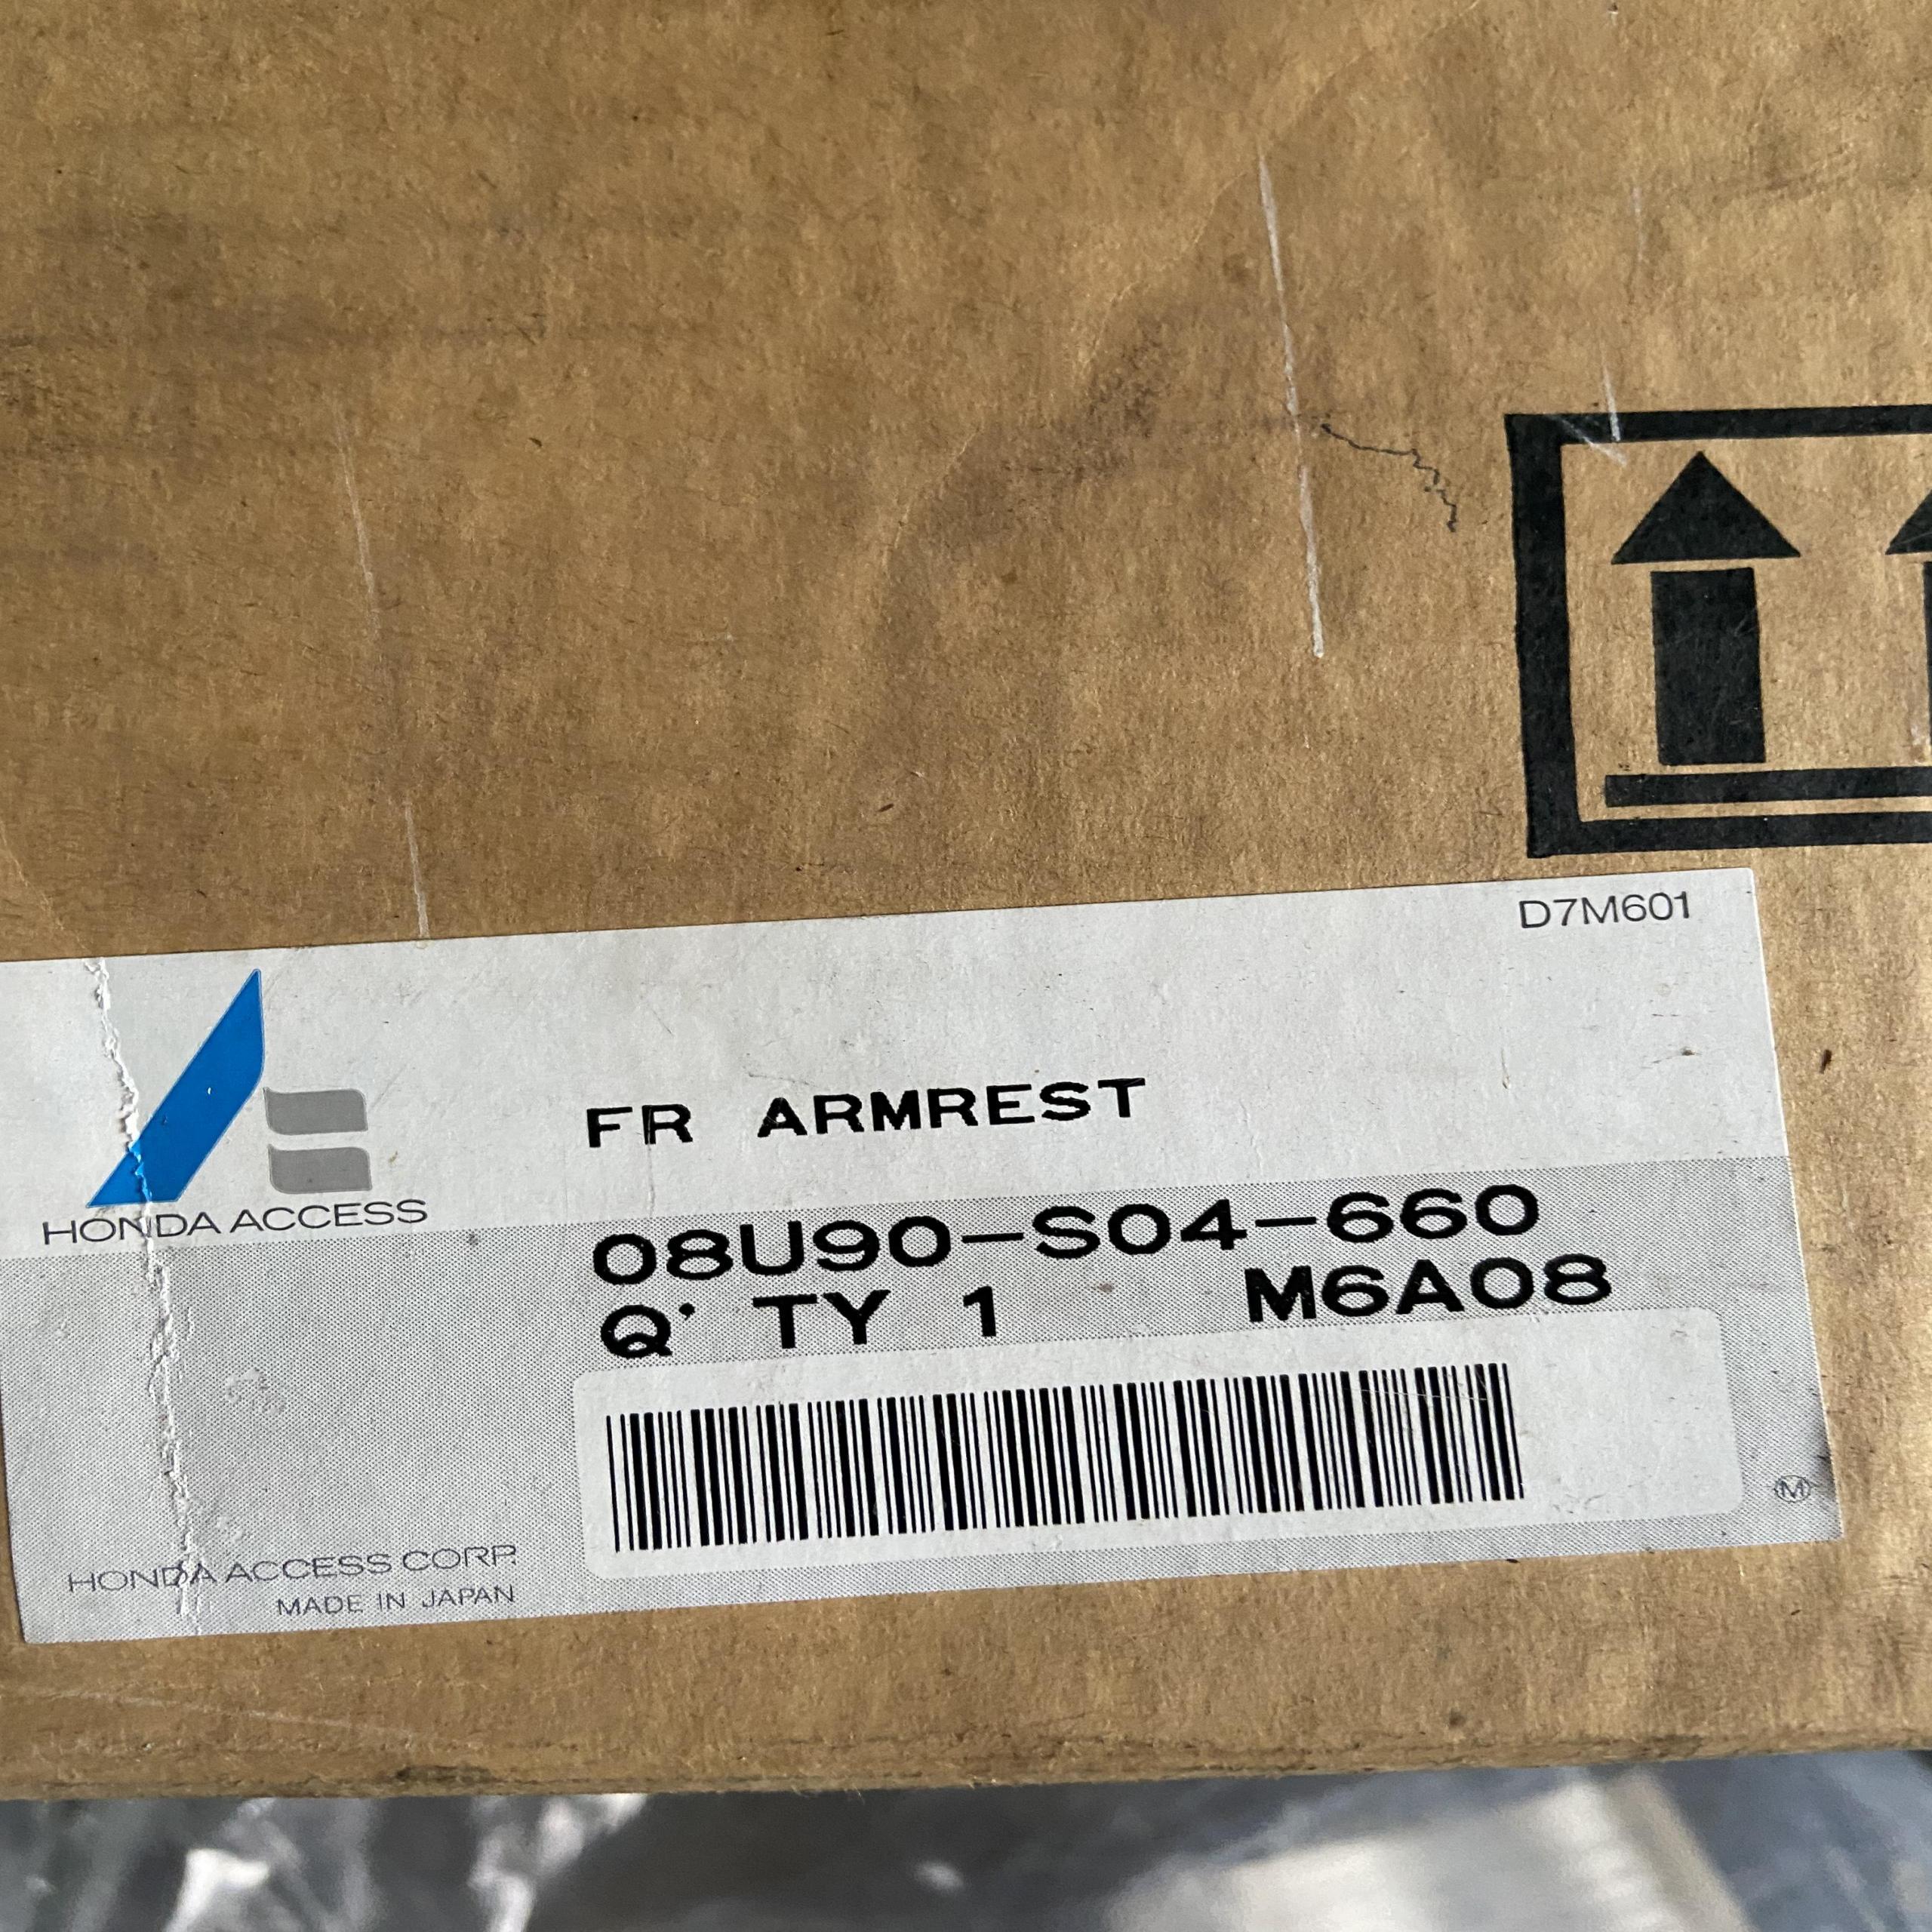 D7M601
HONDA ACCESS
FR ARMREST
08U90-S04-660
Q'TY 1 M6A08
HONDA ACCESS CORP.
MADE IN JAPAN
M